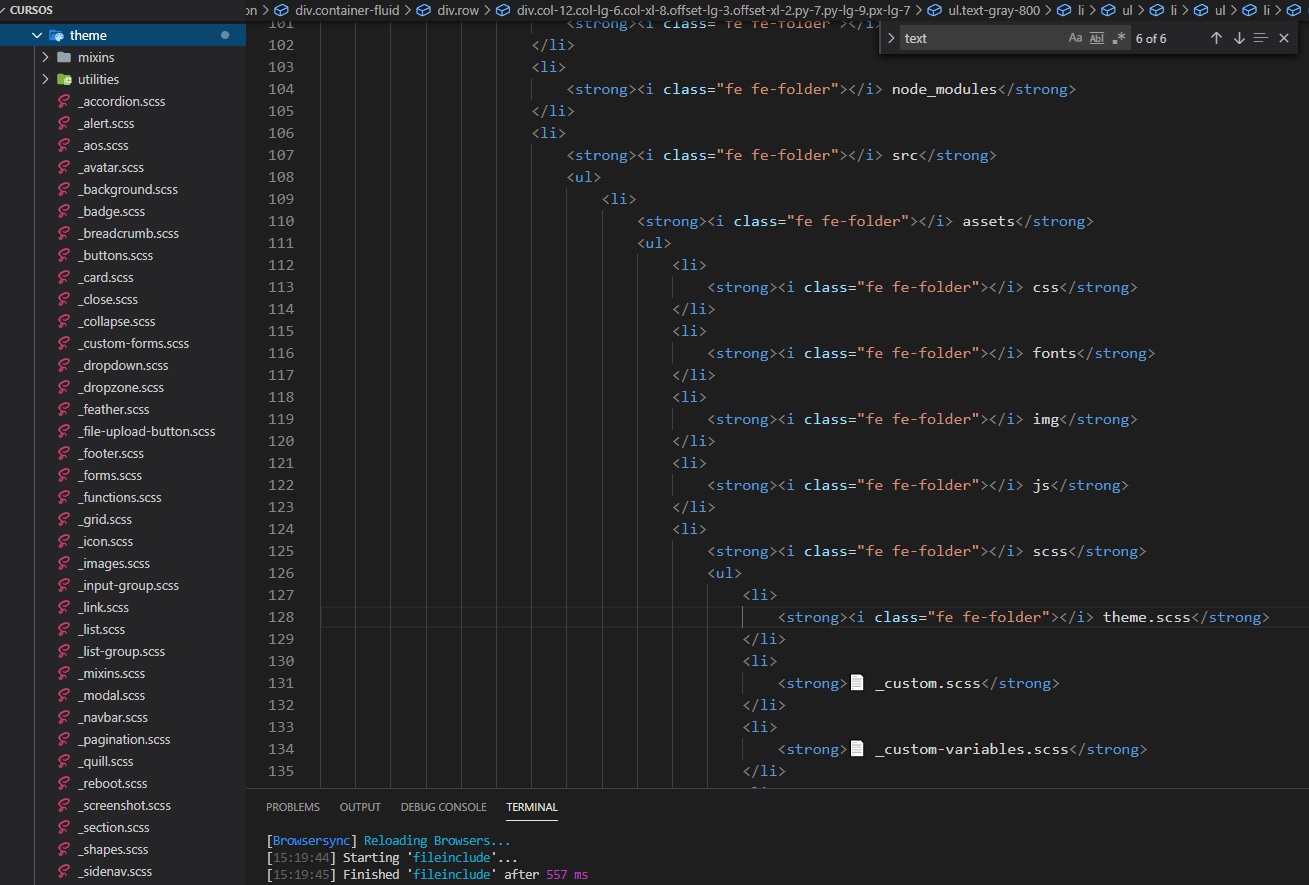 CURSOS
theme
mixins
utilities
_accordion.scss
_alert.scss
_aos.scss
_avatar.scss
_background.scss
_badge.scss
_breadcrumb.scss
_buttons.scss
_card.scss
_close.scss
_collapse.scss
_custom-forms.scss
_dropdown.scss
_dropzone.scss
_feather.scss
_file-upload-button.scss
_footer.scss
_forms.scss
_functions.scss
_grid.scss
_icon.scss
_images.scss
_input-group.scss
_link.scss
_list.scss
_list-group.scss
_mixins.scss
_modal.scss
_navbar.scss
_pagination.scss
_quill.scss
_reboot.scss
_screenshot.scss
_section.scss
_shapes.scss
_sidenav.scss
on > div.container-fluid > div.row > div.col-12.col-lg-6.col-xl-8.offset-lg-3.offset-xl-2.py-7.py-lg-9.px-lg-7 > ul.text-gray-800 > li > ul > li > ul > li >
text Aa Abl .* 6 of 6
101 <strong><i class="fe fe-folder"></i>
102 </li>
103 <li>
104 <strong><i class="fe fe-folder"></i> node_modules</strong>
105 </li>
106 <li>
107 <strong><i class="fe fe-folder"></i> src</strong>
108 <ul>
109 <li>
110 <strong><i class="fe fe-folder"></i> assets</strong>
111 <ul>
112 <li>
113 <strong><i class="fe fe-folder"></i> css</strong>
114 </li>
115 <li>
116 <strong><i class="fe fe-folder"></i> fonts</strong>
117 </li>
118 <li>
119 <strong><i class="fe fe-folder"></i> img</strong>
120 </li>
121 <li>
122 <strong><i class="fe fe-folder"></i> js</strong>
123 </li>
124 <li>
125 <strong><i class="fe fe-folder"></i> scss</strong>
126 <ul>
127 <li>
128 <strong><i class="fe fe-folder"></i> theme.scss</strong>
129 </li>
130 <li>
131 <strong>📄 _custom.scss</strong>
132 </li>
133 <li>
134 <strong>📄 _custom-variables.scss</strong>
135 </li>
PROBLEMS OUTPUT DEBUG CONSOLE TERMINAL
[Browsersync] Reloading Browsers...
[15:19:44] Starting 'fileinclude'...
[15:19:45] Finished 'fileinclude' after 557 ms